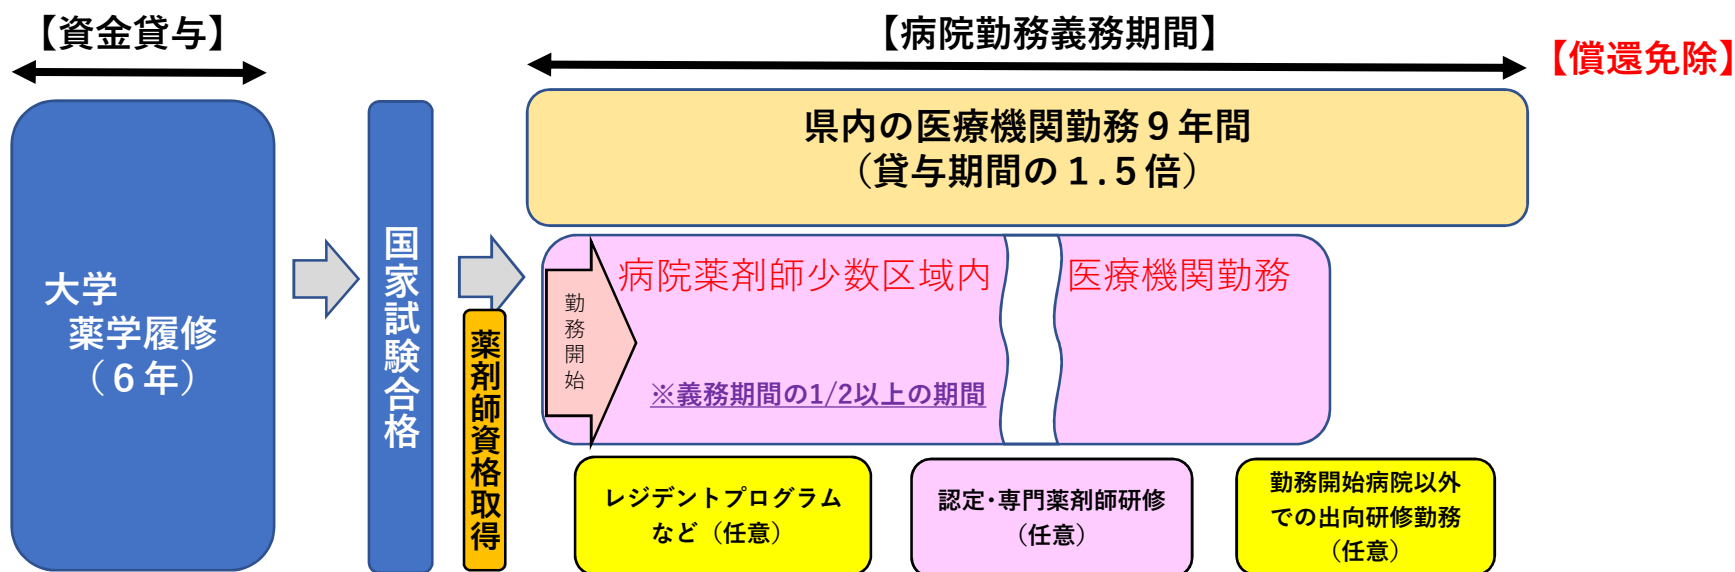 【資金貸与】
【病院勤務義務期間】
【償還免除】
大学
薬学履修
（６年）
国家試験合格
薬剤師資格取得
県内の医療機関勤務９年間
（貸与期間の１.５倍）
勤務開始
病院薬剤師少数区域内
医療機関勤務
※義務期間の1/2以上の期間
レジデントプログラム
など（任意）
認定･専門薬剤師研修
（任意）
勤務開始病院以外
での出向研修勤務
（任意）